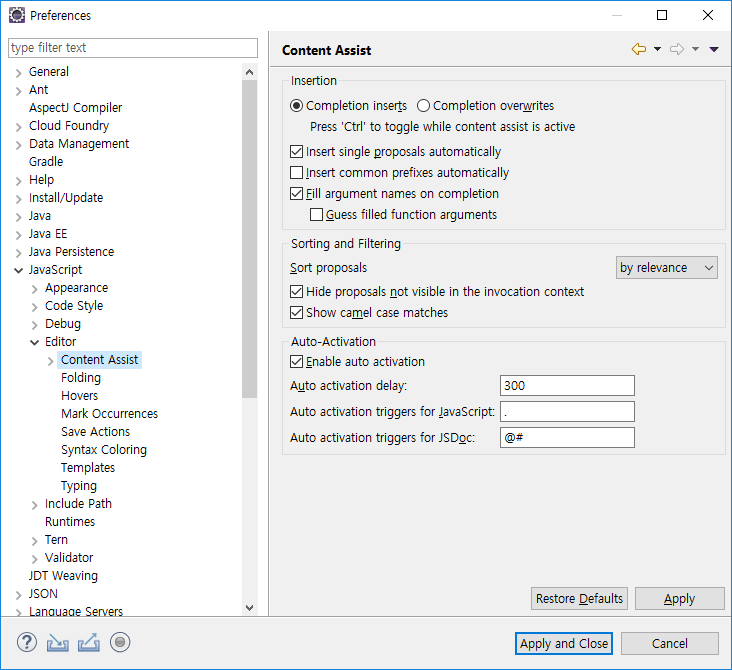 Preferences
type filter text
General
Ant
AspectJ Compiler
Cloud Foundry
Data Management
Gradle
Help
Install/Update
Java
Java EE
Java Persistence
JavaScript
Appearance
Code Style
Debug
Editor
Content Assist
Folding
Hovers
Mark Occurrences
Save Actions
Syntax Coloring
Templates
Typing
Include Path
Runtimes
Tern
Validator
JDT Weaving
JSON
Language Servers
Content Assist
Insertion
Completion inserts Completion overwrites
Press 'Ctrl' to toggle while content assist is active
Insert single proposals automatically
Insert common prefixes automatically
Fill argument names on completion
Guess filled function arguments
Sorting and Filtering
Sort proposals by relevance
Hide proposals not visible in the invocation context
Show camel case matches
Auto-Activation
Enable auto activation
Auto activation delay: 300
Auto activation triggers for JavaScript: .
Auto activation triggers for JSDoc: @#
Restore Defaults Apply
Apply and Close Cancel